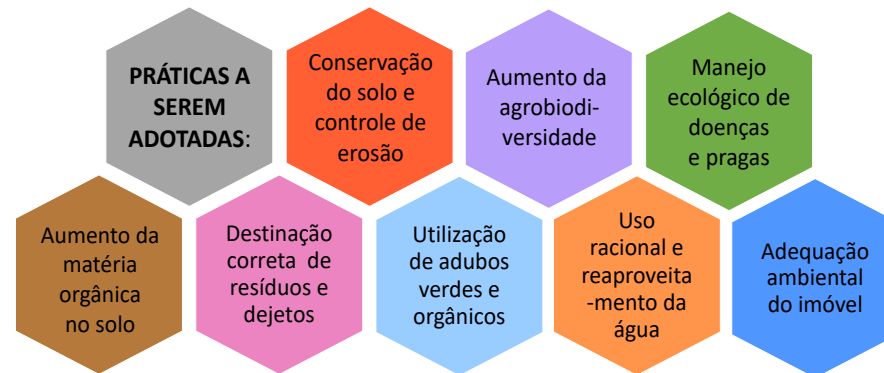 PRÁTICAS A
SEREM
ADOTADAS:
Conservação
do solo e
controle de
erosão
Aumento da
agrobiodi-
versidade
Manejo
ecológico de
doenças
e pragas
Aumento da
matéria
orgânica
no solo
Destinação
correta de
resíduos e
dejetos
Utilização
de adubos
verdes e
orgânicos
Uso
racional e
reaproveita
-mento da
água
Adequação
ambiental
do imóvel